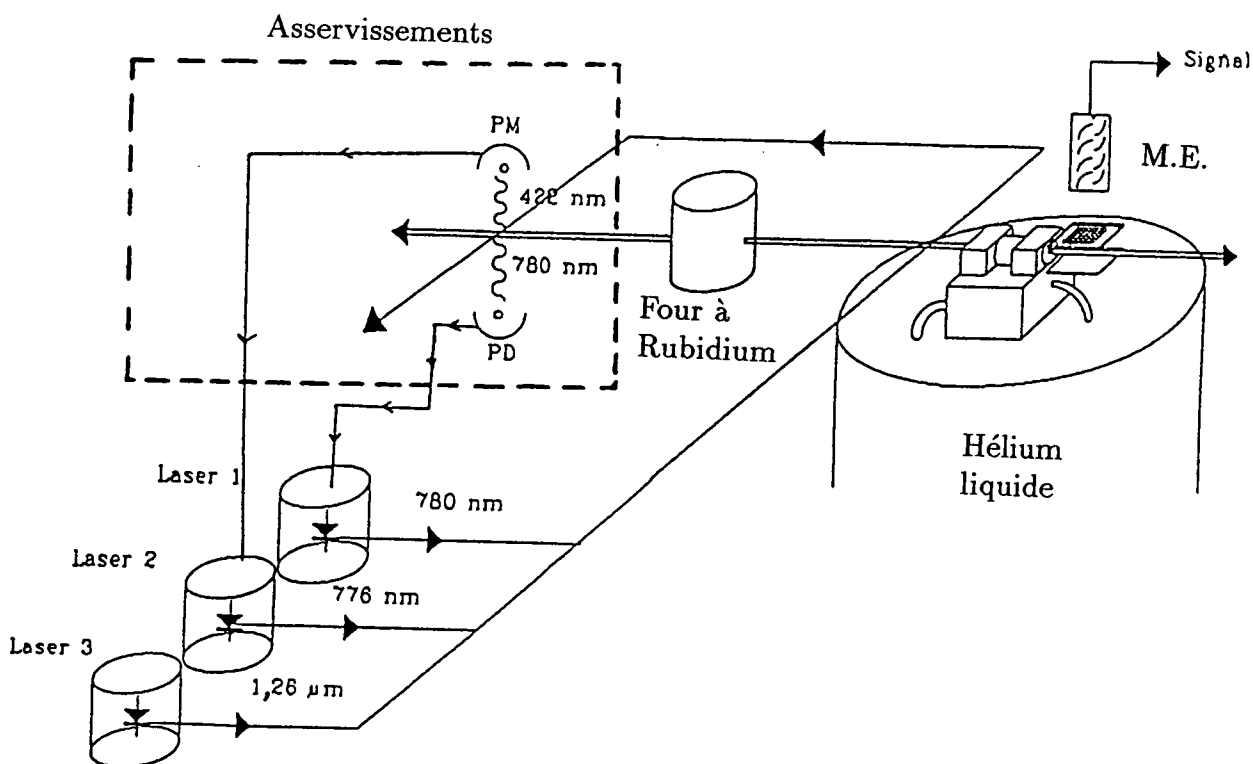 Asservissements
Signal
PM
M.E.
428 nm
780 nm
Four à
Rubidium
PD
Hélium
liquide
Laser 1
780 nm
Laser 2
776 nm
Laser 3
1,26 µm